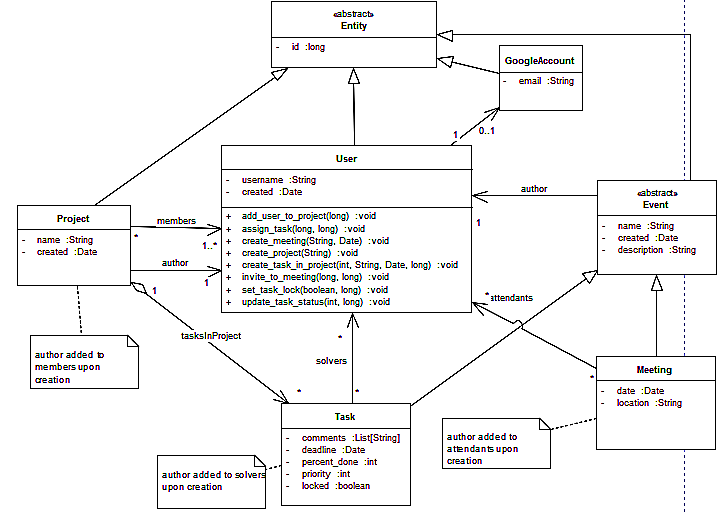 «abstract»
Entity
- id :long
GoogleAccount
- email :String
1
0..1
User
- username :String
- created :Date
+ add_user_to_project(long) :void
+ assign_task(long, long) :void
+ create_meeting(String, Date) :void
+ create_project(String) :void
+ create_task_in_project(int, String, Date, long) :void
+ invite_to_meeting(long, long) :void
+ set_task_lock(boolean, long) :void
+ update_task_status(int, long) :void
author
1
«abstract»
Event
- name :String
- created :Date
- description :String
Project
- name :String
- created :Date
members
*
1..*
author
1
1
tasksInProject
*
author added to
members upon
creation
*
solvers
*
*
attendants
*
Meeting
- date :Date
- location :String
Task
- comments :List[String]
- deadline :Date
- percent_done :int
- priority :int
- locked :boolean
author added to solvers
upon creation
author added to
attendants upon
creation